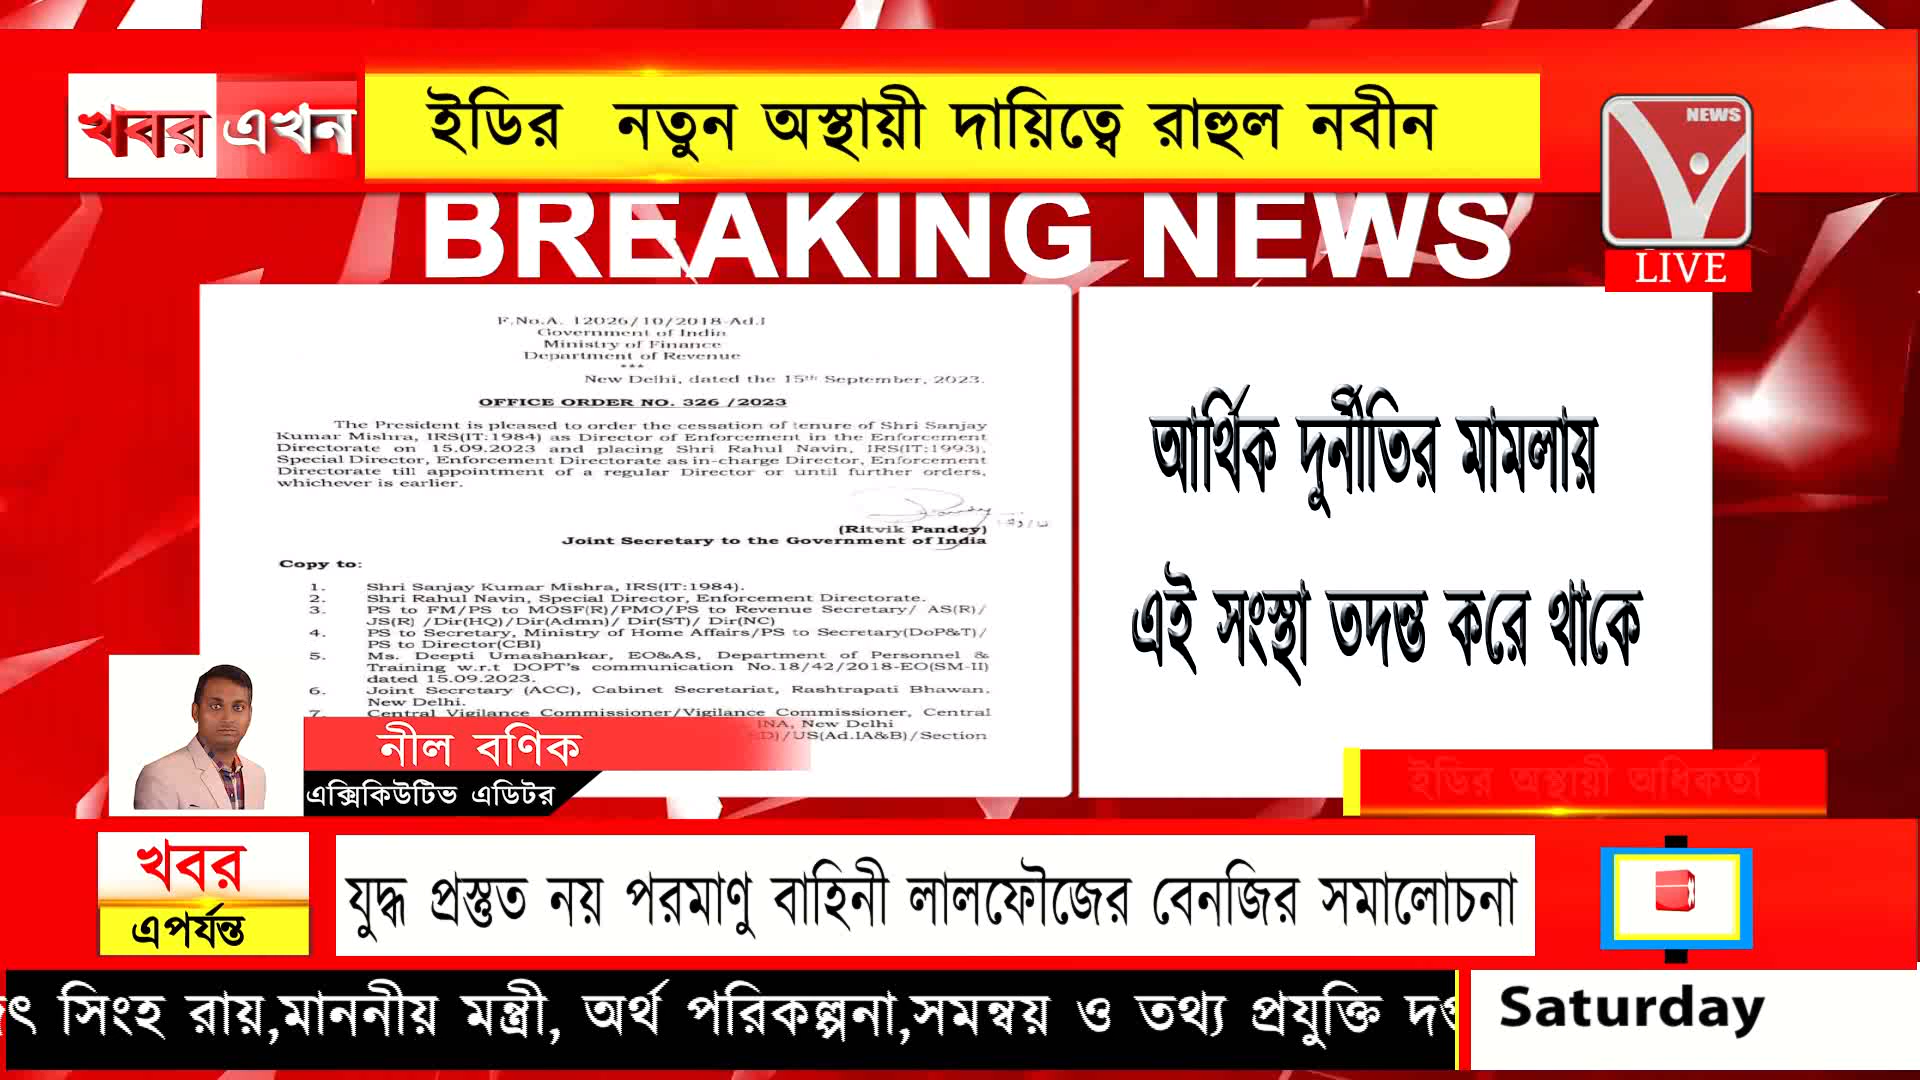 খবর এখন
ইডির নতুন অস্থায়ী দায়িত্বে রাহুল নবীন
NEWS
LIVE
BREAKING NEWS
F.No.A. 12026/10/2018-Ad.I
Government of India
Ministry of Finance
Department of Revenue
***
New Delhi, dated the 15th September, 2023.
OFFICE ORDER NO. 326 /2023
The President is pleased to order the cessation of tenure of Shri Sanjay
Kumar Mishra, IRS(IT:1984) as Director of Enforcement in the Enforcement
Directorate on 15.09.2023 and placing Shri Rahul Navin, IRS(IT:1993),
Special Director, Enforcement Directorate as in-charge Director, Enforcement
Directorate till appointment of a regular Director or until further orders,
whichever is earlier.
(Ritvik Pandey)
Joint Secretary to the Government of India
Copy to:
1. Shri Sanjay Kumar Mishra, IRS(IT:1984).
2. Shri Rahul Navin, Special Director, Enforcement Directorate.
3. PS to FM/PS to MOSF(R)/PMO/PS to Revenue Secretary/ AS(R)/
JS(R) /Dir(HQ)/Dir(Admn)/ Dir(ST)/ Dir(NC)
4. PS to Secretary, Ministry of Home Affairs/PS to Secretary(DoP&T)/
PS to Director(CBI)
5. Ms. Deepti Umashankar, EO&AS, Department of Personnel &
Training w.r.t DOPT's communication No.18/42/2018-EO(SM-II)
dated 15.09.2023.
6. Joint Secretary (ACC), Cabinet Secretariat, Rashtrapati Bhawan,
New Delhi.
7. Central Vigilance Commissioner/Vigilance Commissioner, Central
INA, New Delhi
/US(Ad.IA&B)/Section
আর্থিক দুর্নীতির মামলায়
এই সংস্থা তদন্ত করে থাকে
নীল বণিক
এক্সিকিউটিভ এডিটর
ইডির অস্থায়ী অধিকর্তা
খবর
এপর্যন্ত
যুদ্ধ প্রস্তুত নয় পরমাণু বাহিনী লালফৌজের বেনজির সমালোচনা
সিংহ রায়,মাননীয় মন্ত্রী, অর্থ পরিকল্পনা,সমন্বয় ও তথ্য প্রযুক্তি
Saturday